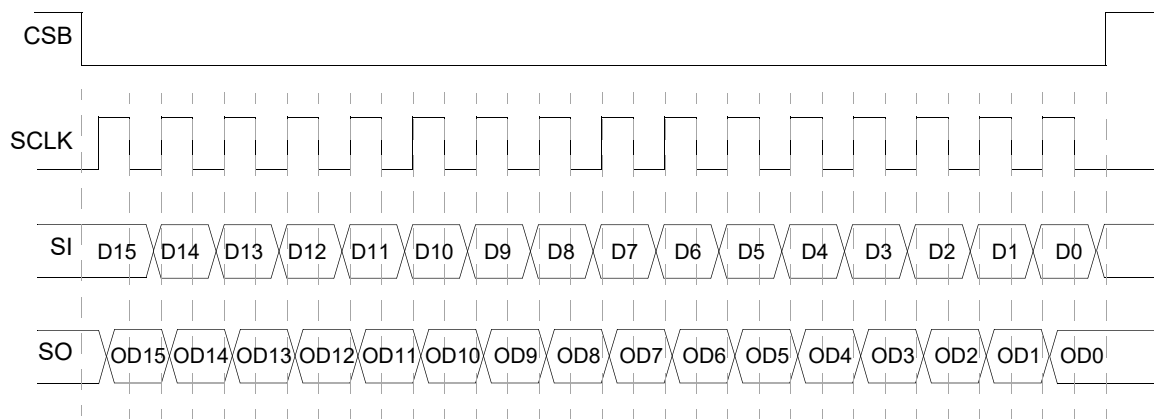 CSB
SCLK
SI D15 D14 D13 D12 D11 D10 D9 D8 D7 D6 D5 D4 D3 D2 D1 D0
SO OD15 OD14 OD13 OD12 OD11 OD10 OD9 OD8 OD7 OD6 OD5 OD4 OD3 OD2 OD1 OD0